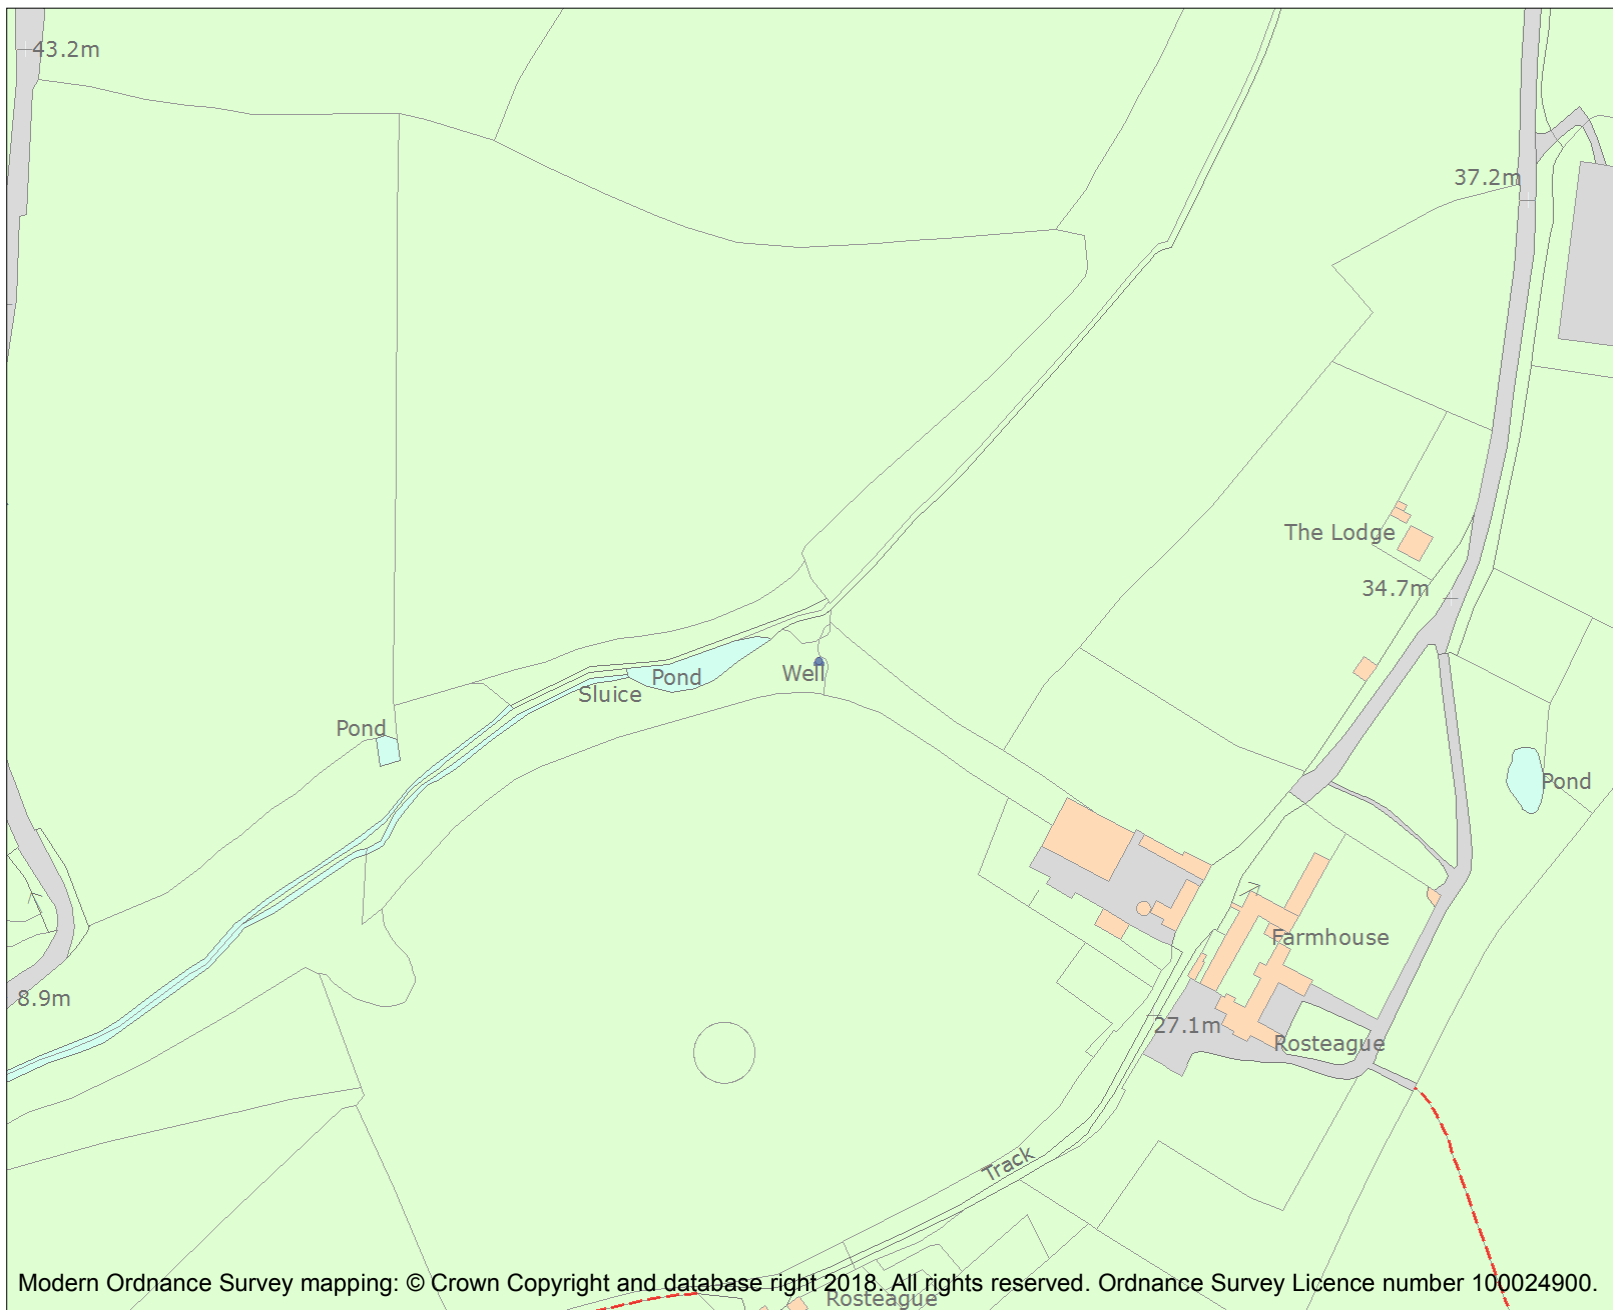 43.2m
37.2m
The Lodge
34.7m
Well
Pond
Sluice
Pond
Pond
Farmhouse
8.9m
27.1m
Rosteague
Track
Modern Ordnance Survey mapping: © Crown Copyright and database right 2018. All rights reserved. Ordnance Survey Licence number 100024900.
Rosteague